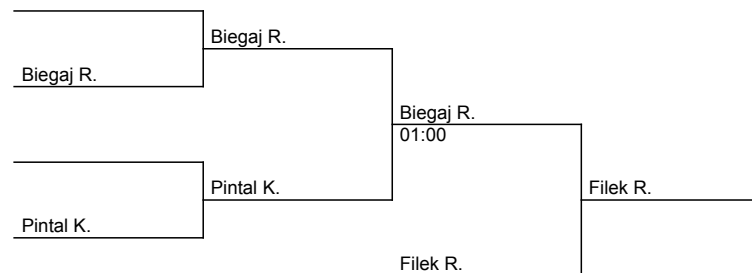 Biegaj R.
Biegaj R.
Biegaj R.
01:00
Pintal K.
Filek R.
Pintal K.
Filek R.